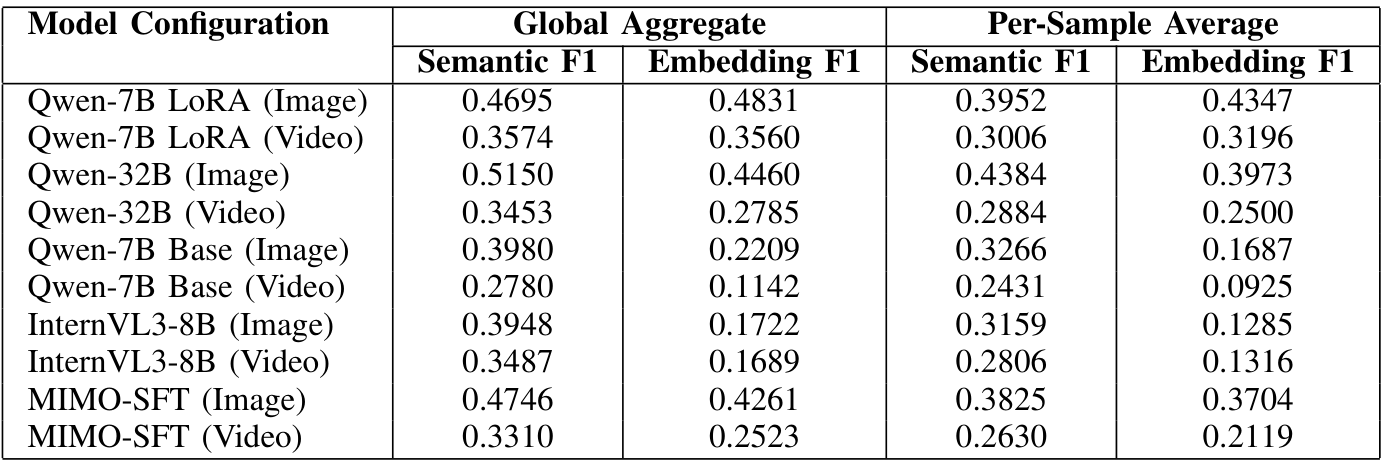 Model Configuration Global Aggregate Per-Sample Average
Semantic F1 Embedding F1 Semantic F1 Embedding F1
Qwen-7B LoRA (Image) 0.4695 0.4831 0.3952 0.4347
Qwen-7B LoRA (Video) 0.3574 0.3560 0.3006 0.3196
Qwen-32B (Image) 0.5150 0.4460 0.4384 0.3973
Qwen-32B (Video) 0.3453 0.2785 0.2884 0.2500
Qwen-7B Base (Image) 0.3980 0.2209 0.3266 0.1687
Qwen-7B Base (Video) 0.2780 0.1142 0.2431 0.0925
InternVL3-8B (Image) 0.3948 0.1722 0.3159 0.1285
InternVL3-8B (Video) 0.3487 0.1689 0.2806 0.1316
MIMO-SFT (Image) 0.4746 0.4261 0.3825 0.3704
MIMO-SFT (Video) 0.3310 0.2523 0.2630 0.2119